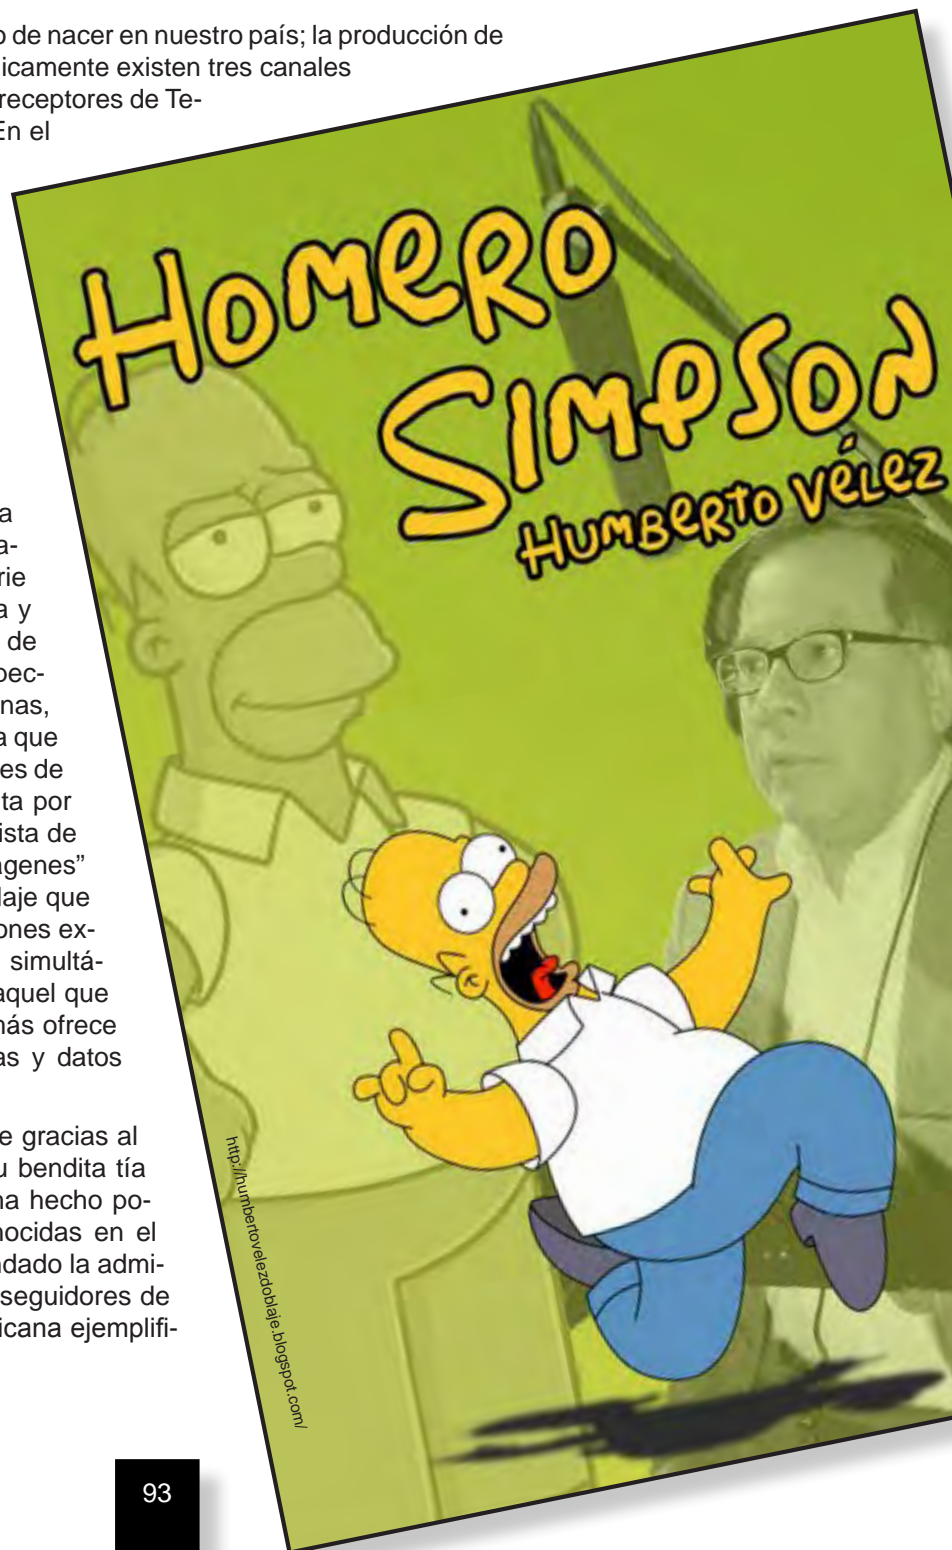 o de nacer en nuestro país; la producción de
nicamente existen tres canales
receptores de Te-
En el
HOMERO
SIMPSON
HUMBERTO VÉLEZ
a
a-
rie
a y
de
pec-
nas,
a que
es de
ta por
ista de
ágenes”
laje que
ones ex-
simultá-
aquel que
más ofrece
as y datos
e gracias al
u bendita tía
ha hecho po-
nocidas en el
ndado la admi-
seguidores de
icana ejemplifi-
http://humbertovelezdoblaje.blogspot.com/
93